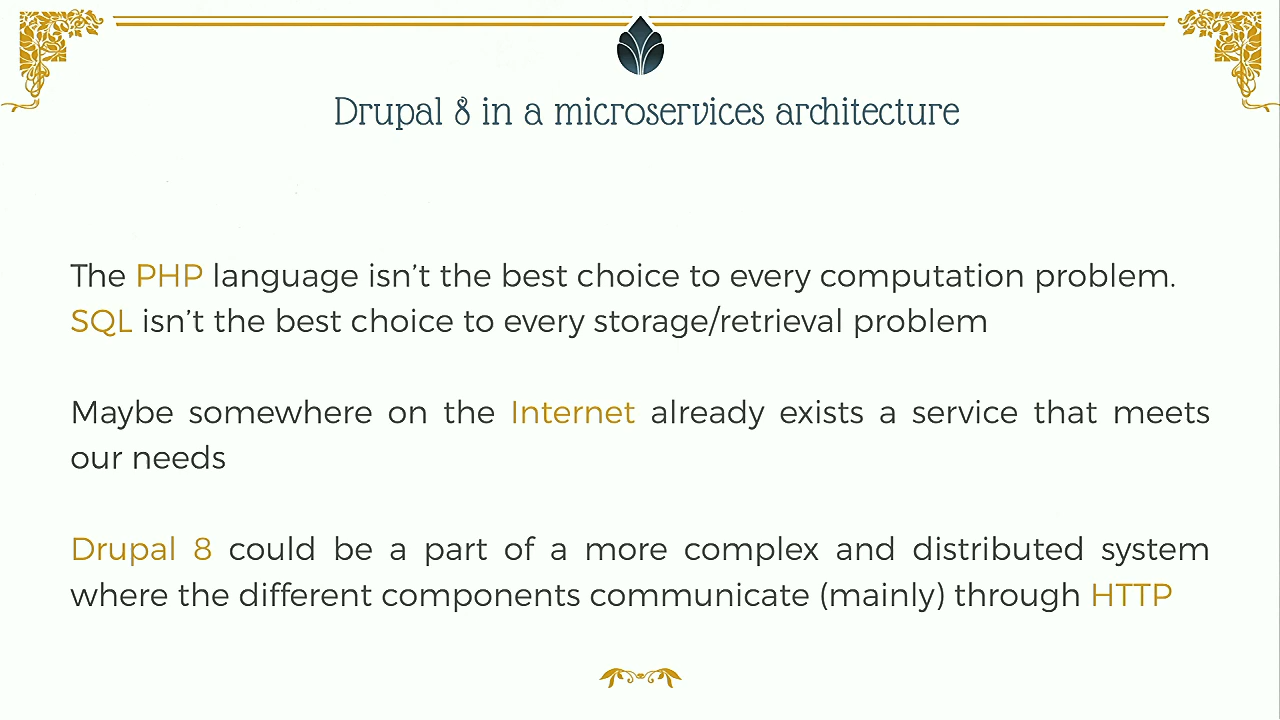 Drupal 8 in a microservices architecture
The PHP language isn’t the best choice to every computation problem.
SQL isn’t the best choice to every storage/retrieval problem
Maybe somewhere on the Internet already exists a service that meets
our needs
Drupal 8 could be a part of a more complex and distributed system
where the different components communicate (mainly) through HTTP